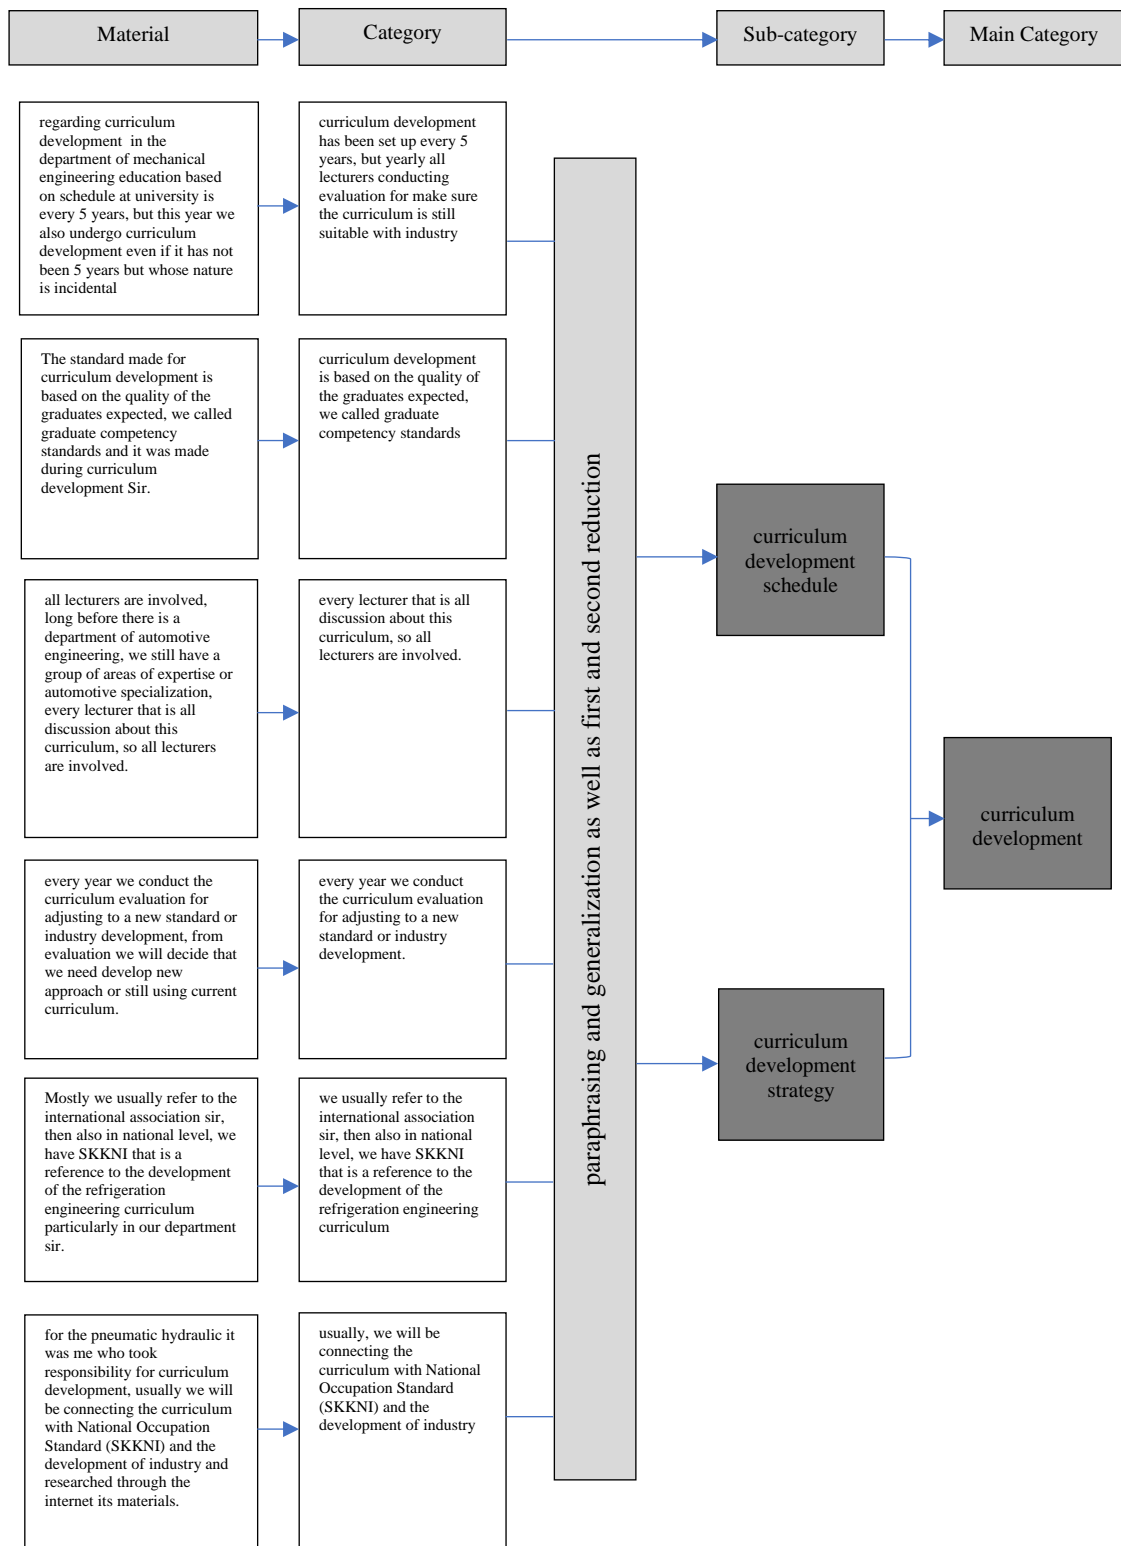 Material
Category
Sub-category
Main Category
regarding curriculum
development  in the
department of mechanical
engineering education based
on schedule at university is
every 5 years, but this year we
also undergo curriculum
development even if it has not
been 5 years but whose nature
is incidental
curriculum development
has been set up every 5
years, but yearly all
lecturers conducting
evaluation for make sure
the curriculum is still
suitable with industry
The standard made for
curriculum development is
based on the quality of the
graduates expected, we called
graduate competency
standards and it was made
during curriculum
development Sir.
curriculum development
is based on the quality of
the graduates expected,
we called graduate
competency standards
all lecturers are involved,
long before there is a
department of automotive
engineering, we still have a
group of areas of expertise or
automotive specialization,
every lecturer that is all
discussion about this
curriculum, so all lecturers
are involved.
every lecturer that is all
discussion about this
curriculum, so all
lecturers are involved.
every year we conduct the
curriculum evaluation for
adjusting to a new standard or
industry development, from
evaluation we will decide that
we need develop new
approach or still using current
curriculum.
every year we conduct
the curriculum evaluation
for adjusting to a new
standard or industry
development.
Mostly we usually refer to the
international association sir,
then also in national level, we
have SKKNI that is a
reference to the development
of the refrigeration
engineering curriculum
particularly in our department
sir.
we usually refer to the
international association
sir, then also in national
level, we have SKKNI
that is a reference to the
development of the
refrigeration engineering
curriculum
for the pneumatic hydraulic it
was me who took
responsibility for curriculum
development, usually we will
be connecting the curriculum
with National Occupation
Standard (SKKNI) and the
development of industry and
researched through the
internet its materials.
usually, we will be
connecting the
curriculum with National
Occupation Standard
(SKKNI) and the
development of industry
paraphrasing and generalization as well as first and second reduction
curriculum
development
schedule
curriculum
development
strategy
curriculum
development